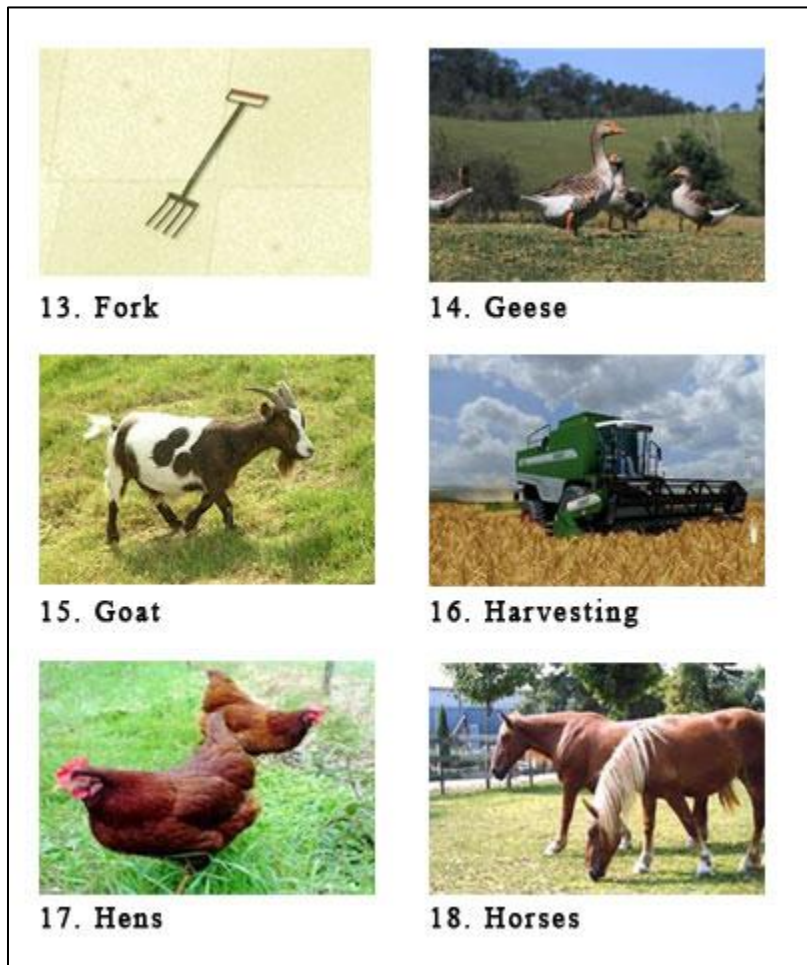 13. Fork
14. Geese
15. Goat
16. Harvesting
17. Hens
18. Horses